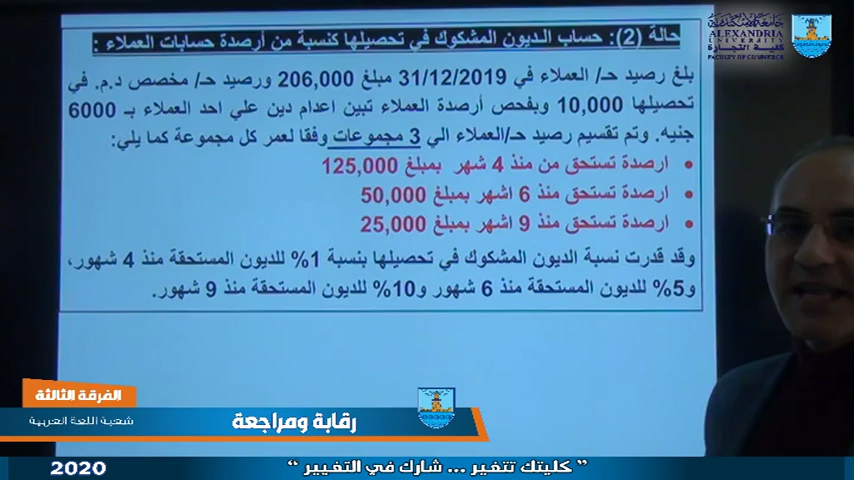 حالة (2): حساب الديون المشكوك في تحصيلها كنسبة من أرصدة حسابات العملاء :
جامعة الإسكندرية
ALEXANDRIA
UNIVERSITY
كلية التجارة
FACULTY OF COMMERCE
بلغ رصيد حـ/ العملاء في 31/12/2019 مبلغ 206,000 ورصيد حـ/ مخصص د.م. في
تحصيلها 10,000 وبفحص أرصدة العملاء تبين اعدام دين علي احد العملاء بـ 6000
جنيه. وتم تقسيم رصيد حـ/العملاء الي 3 مجموعات وفقا لعمر كل مجموعة كما يلي:
• ارصدة تستحق من منذ 4 شهر بمبلغ 125,000
• ارصدة تستحق منذ 6 اشهر بمبلغ 50,000
• ارصدة تستحق منذ 9 اشهر بمبلغ 25,000
وقد قدرت نسبة الديون المشكوك في تحصيلها بنسبة 1% للديون المستحقة منذ 4 شهور،
و5% للديون المستحقة منذ 6 شهور و10% للديون المستحقة منذ 9 شهور.
الفرقة الثالثة
شعبة اللغة العربية
رقابة ومراجعة
2020
” كليتك تتغير ... شارك في التغيير “